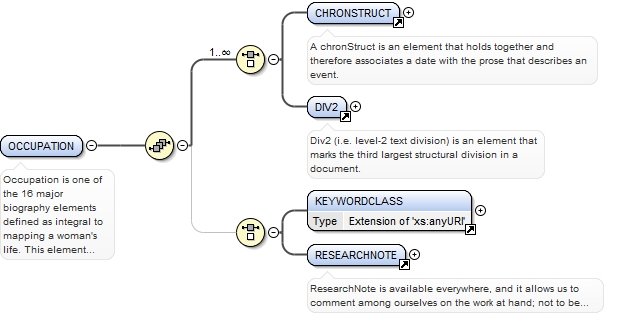 CHRONSTRUCT
A chronStruct is an element that holds together and
therefore associates a date with the prose that describes an
event.
1..∞
DIV2
Div2 (i.e. level-2 text division) is an element that
marks the third largest structural division in a
document.
OCCUPATION
Occupation is one of
the 16 major
biography elements
defined as integral to
mapping a woman's
life. This element...
KEYWORDCLASS
Type Extension of 'xs:anyURI'
RESEARCHNOTE
ResearchNote is available everywhere, and it allows us to
comment among ourselves on the work at hand; not to be...